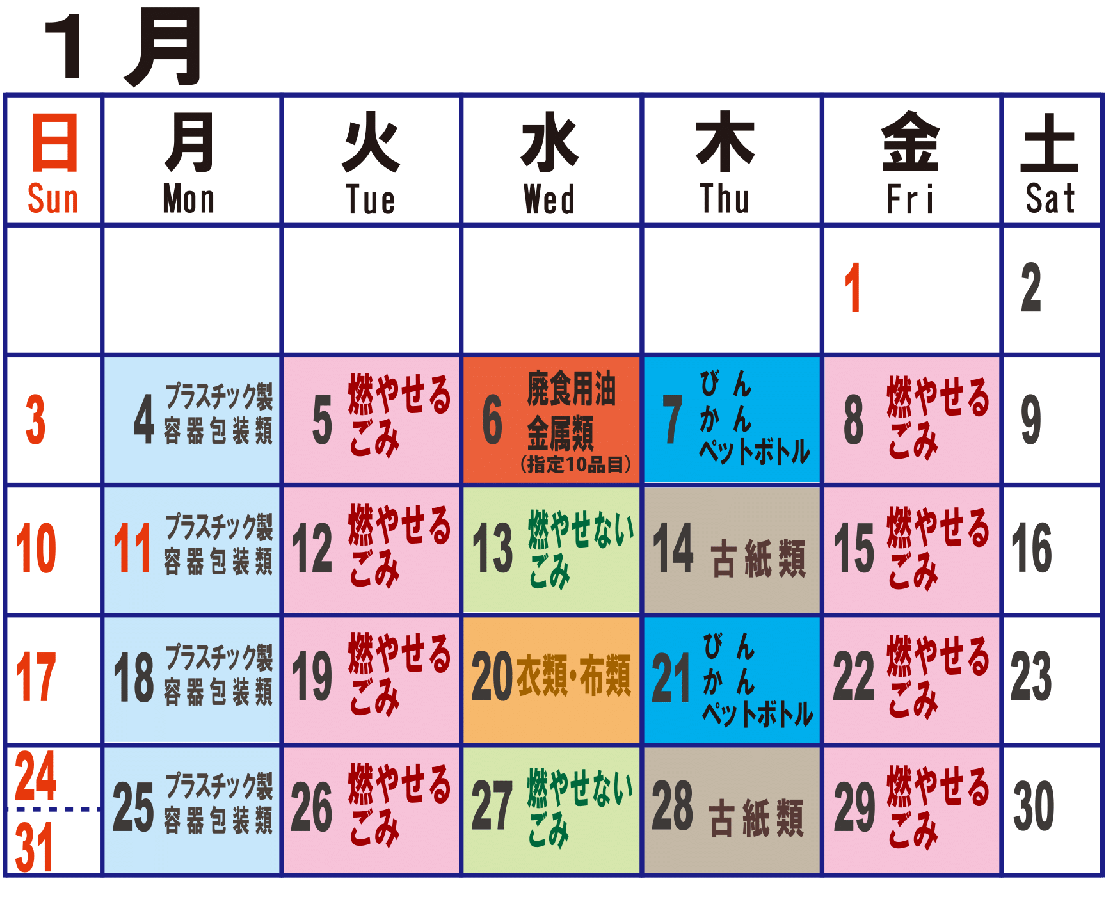 1月
日 月 火 水 木 金 土
Sun Mon Tue Wed Thu Fri Sat
1 2
3
4 プラスチック製
容器包装類
5 燃やせる
ごみ
6 廃食用油
金属類
(指定10品目)
7 びん
かん
ペットボトル
8 燃やせる
ごみ
9
10
11 プラスチック製
容器包装類
12 燃やせる
ごみ
13 燃やせない
ごみ
14 古紙類
15 燃やせる
ごみ
16
17
18 プラスチック製
容器包装類
19 燃やせる
ごみ
20 衣類・布類
21 びん
かん
ペットボトル
22 燃やせる
ごみ
23
24
31
25 プラスチック製
容器包装類
26 燃やせる
ごみ
27 燃やせない
ごみ
28 古紙類
29 燃やせる
ごみ
30